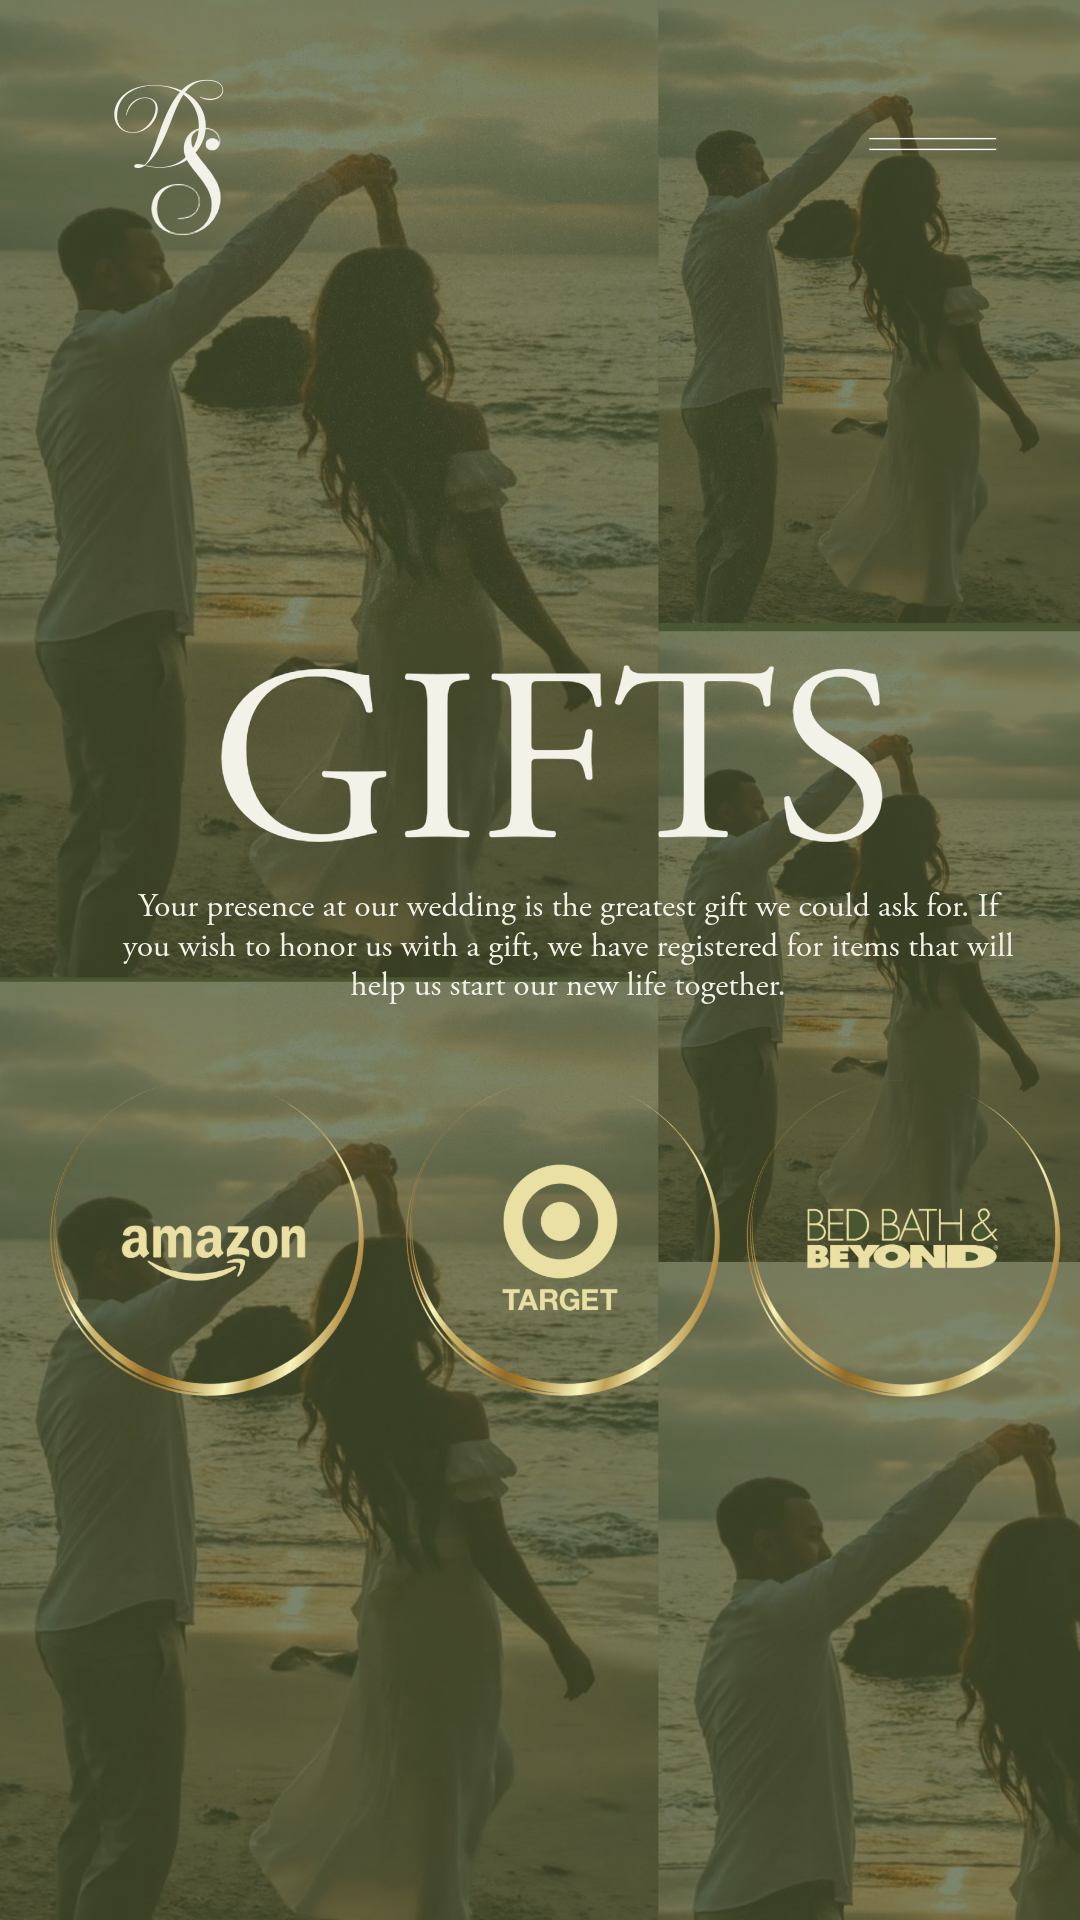 DS
GIFTS
Your presence at our wedding is the greatest gift we could ask for. If
you wish to honor us with a gift, we have registered for items that will
help us start our new life together.
amazon
TARGET
BED BATH &
BEYOND